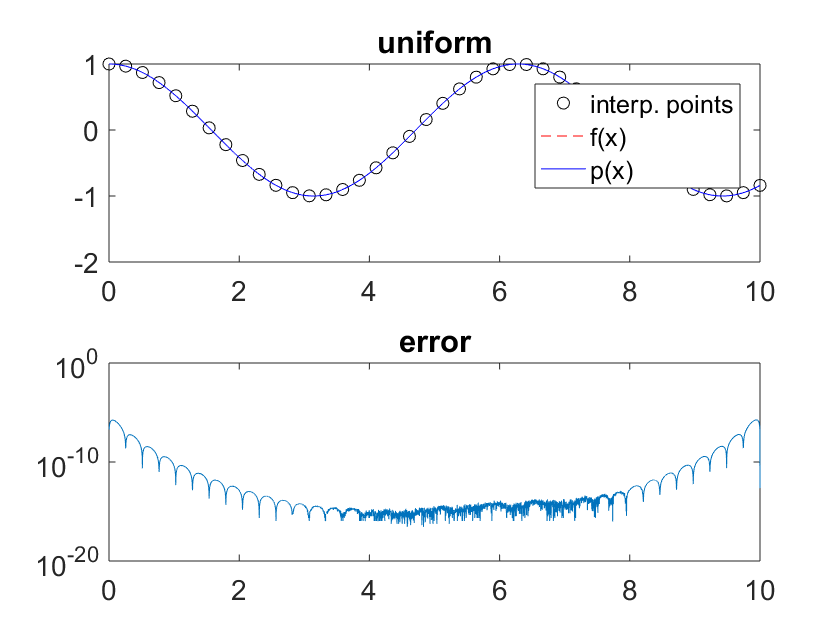 uniform
1
0
-1
-2
interp. points
f(x)
p(x)
0 2 4 6 8 10
error
10^0
10^-10
10^-20
0 2 4 6 8 10